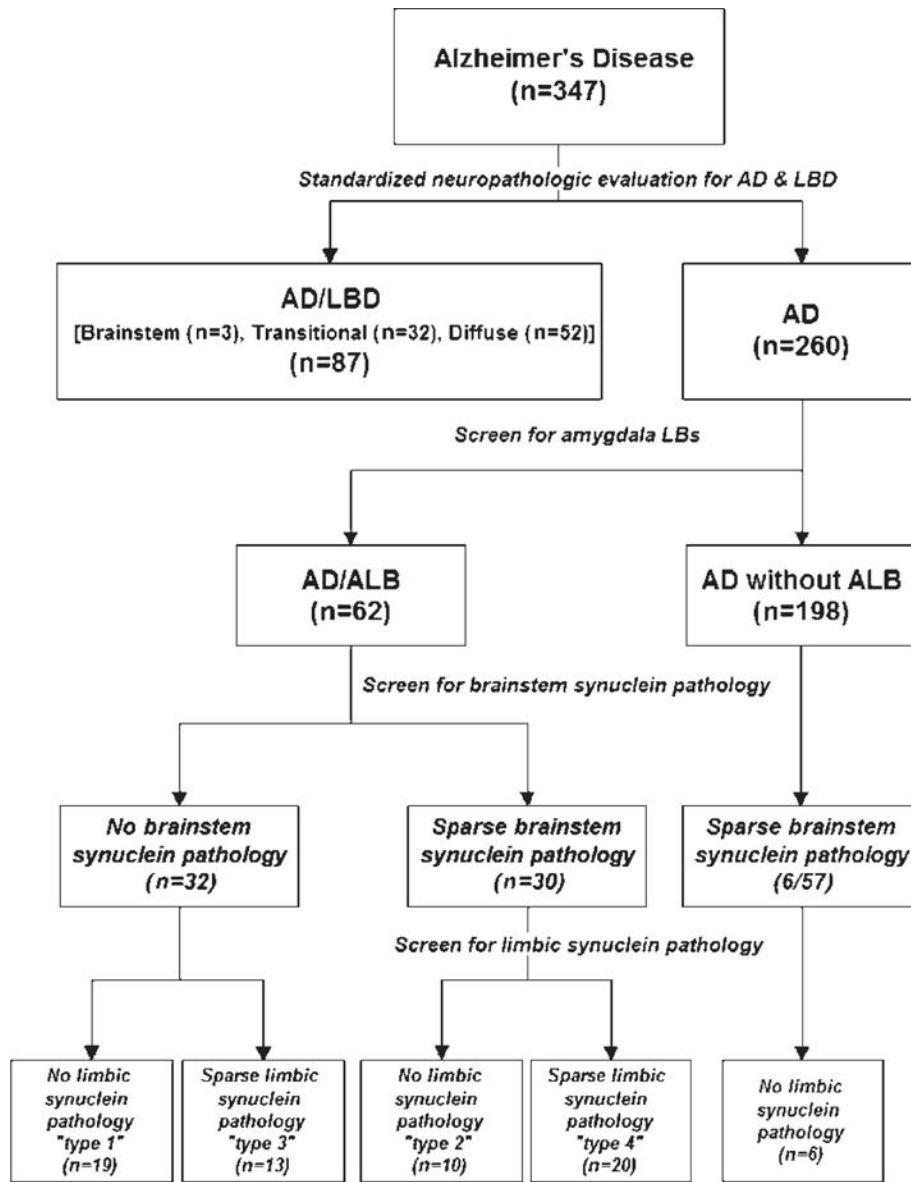 Alzheimer's Disease
(n=347)
Standardized neuropathologic evaluation for AD & LBD
AD/LBD
[Brainstem (n=3), Transitional (n=32), Diffuse (n=52)]
(n=87)
AD
(n=260)
Screen for amygdala LBs
AD/ALB
(n=62)
AD without ALB
(n=198)
Screen for brainstem synuclein pathology
No brainstem
synuclein pathology
(n=32)
Sparse brainstem
synuclein pathology
(n=30)
Sparse brainstem
synuclein pathology
(6/57)
Screen for limbic synuclein pathology
No limbic
synuclein
pathology
"type 1"
(n=19)
Sparse limbic
synuclein
pathology
"type 3"
(n=13)
No limbic
synuclein
pathology
"type 2"
(n=10)
Sparse limbic
synuclein
pathology
"type 4"
(n=20)
No limbic
synuclein
pathology
(n=6)